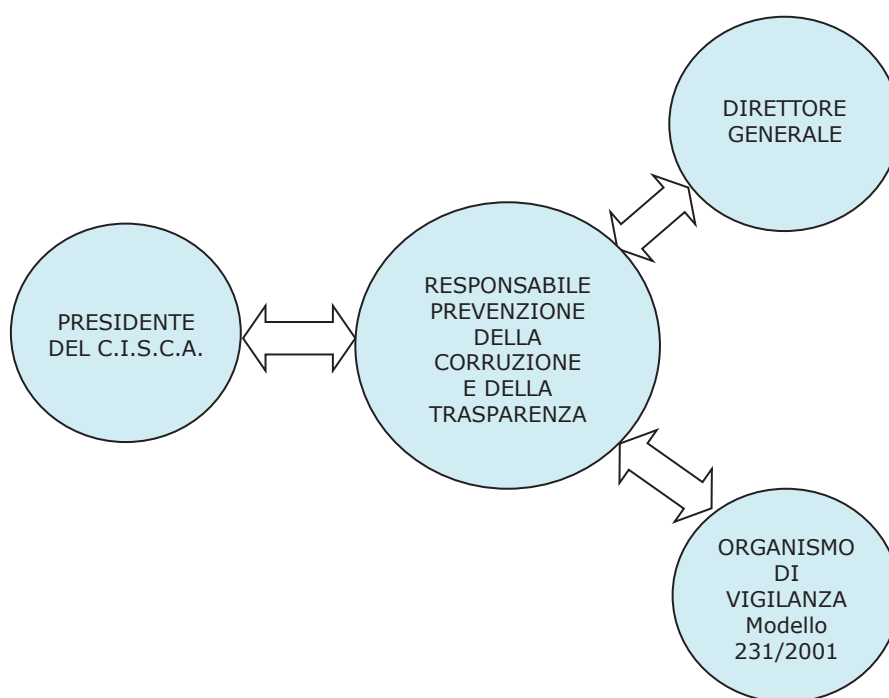 DIRETTORE
GENERALE
PRESIDENTE
DEL C.I.S.C.A.
RESPONSABILE
PREVENZIONE
DELLA
CORRUZIONE
E DELLA
TRASPARENZA
ORGANISMO
DI
VIGILANZA
Modello
231/2001